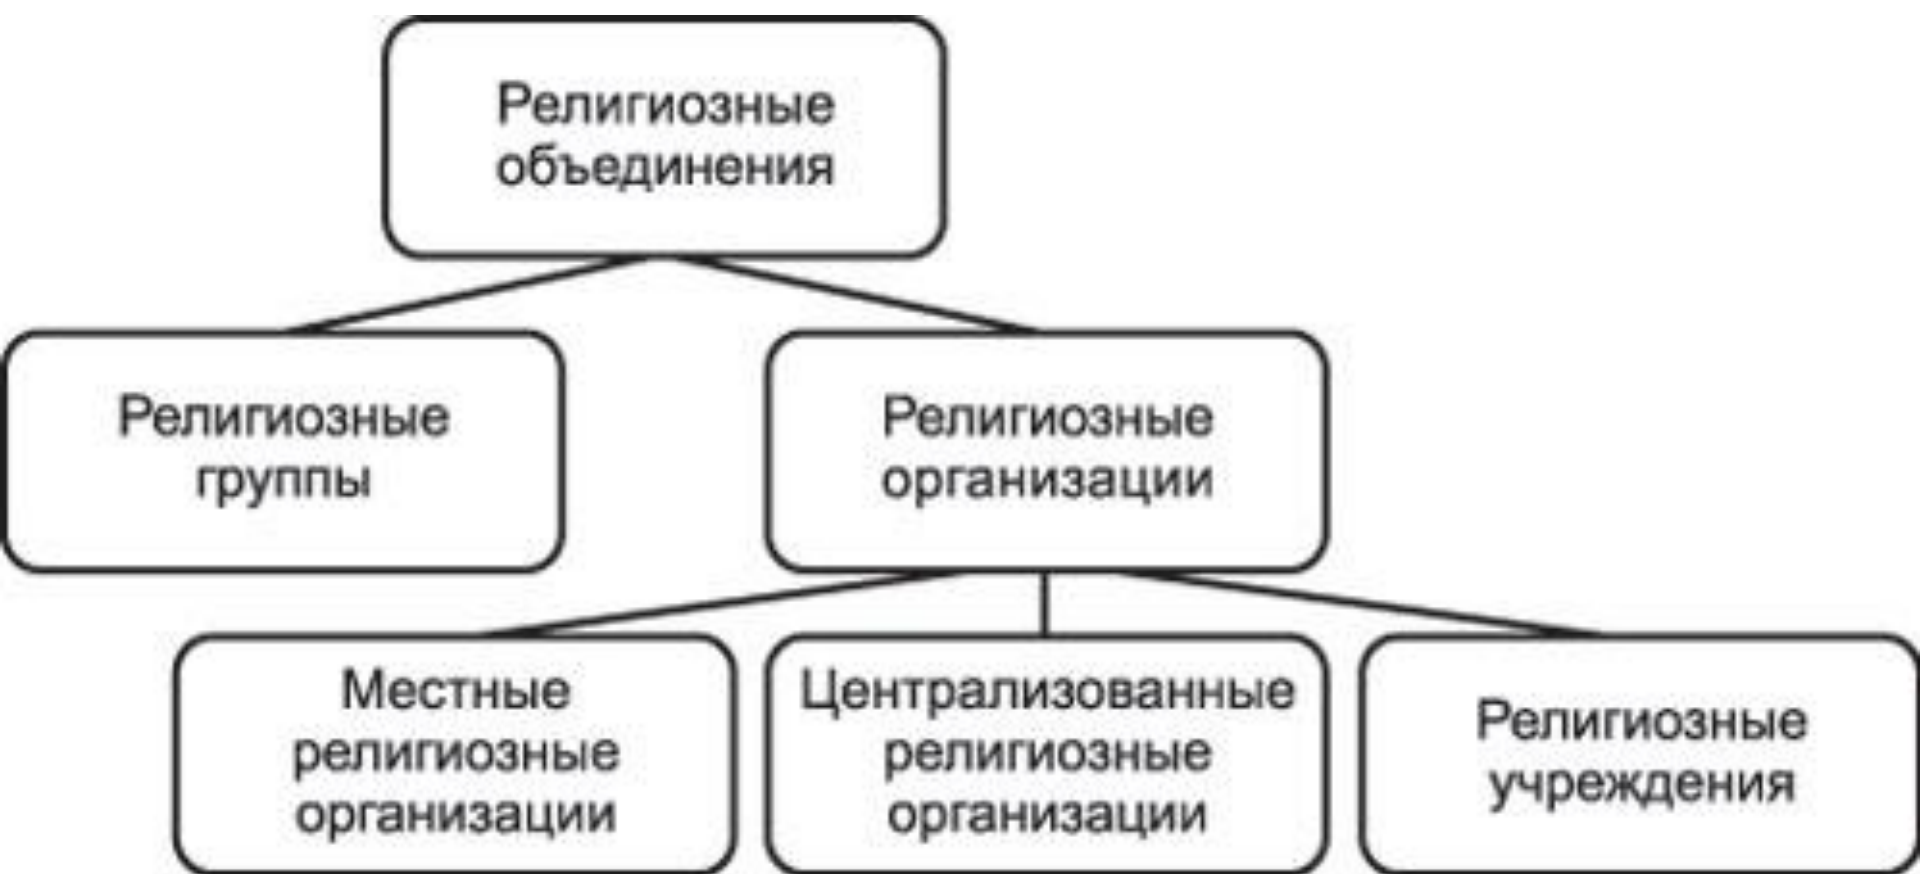 Религиозные
объединения
Религиозные
группы
Религиозные
организации
Местные
религиозные
организации
Централизованные
религиозные
организации
Религиозные
учреждения